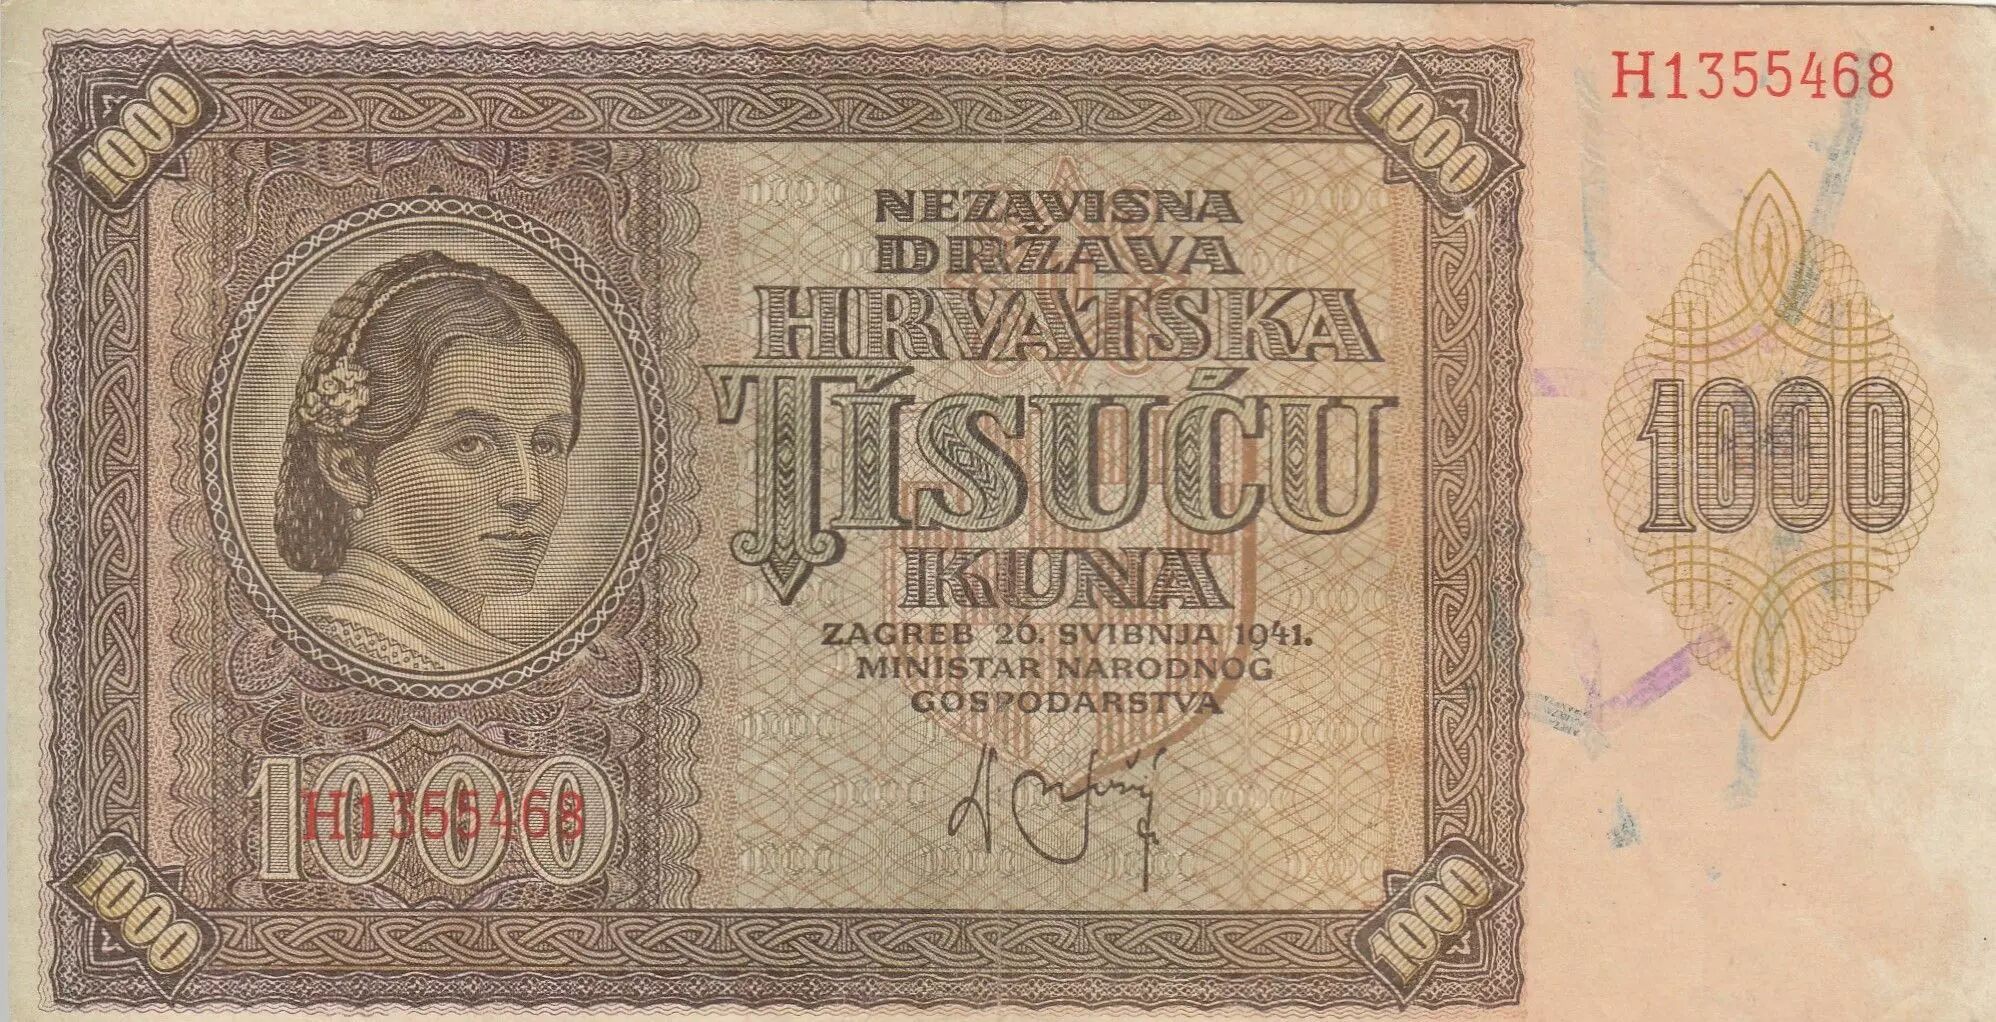 1000
1000
H1355468
NEZAVISNA
DRŽAVA
HRVATSKA
TISUĆU
KUNA
1000
ZAGREB 26. SVIBNJA 1941.
MINISTAR NARODNOG
GOSPODARSTVA
1000
H1355468
1000
1000